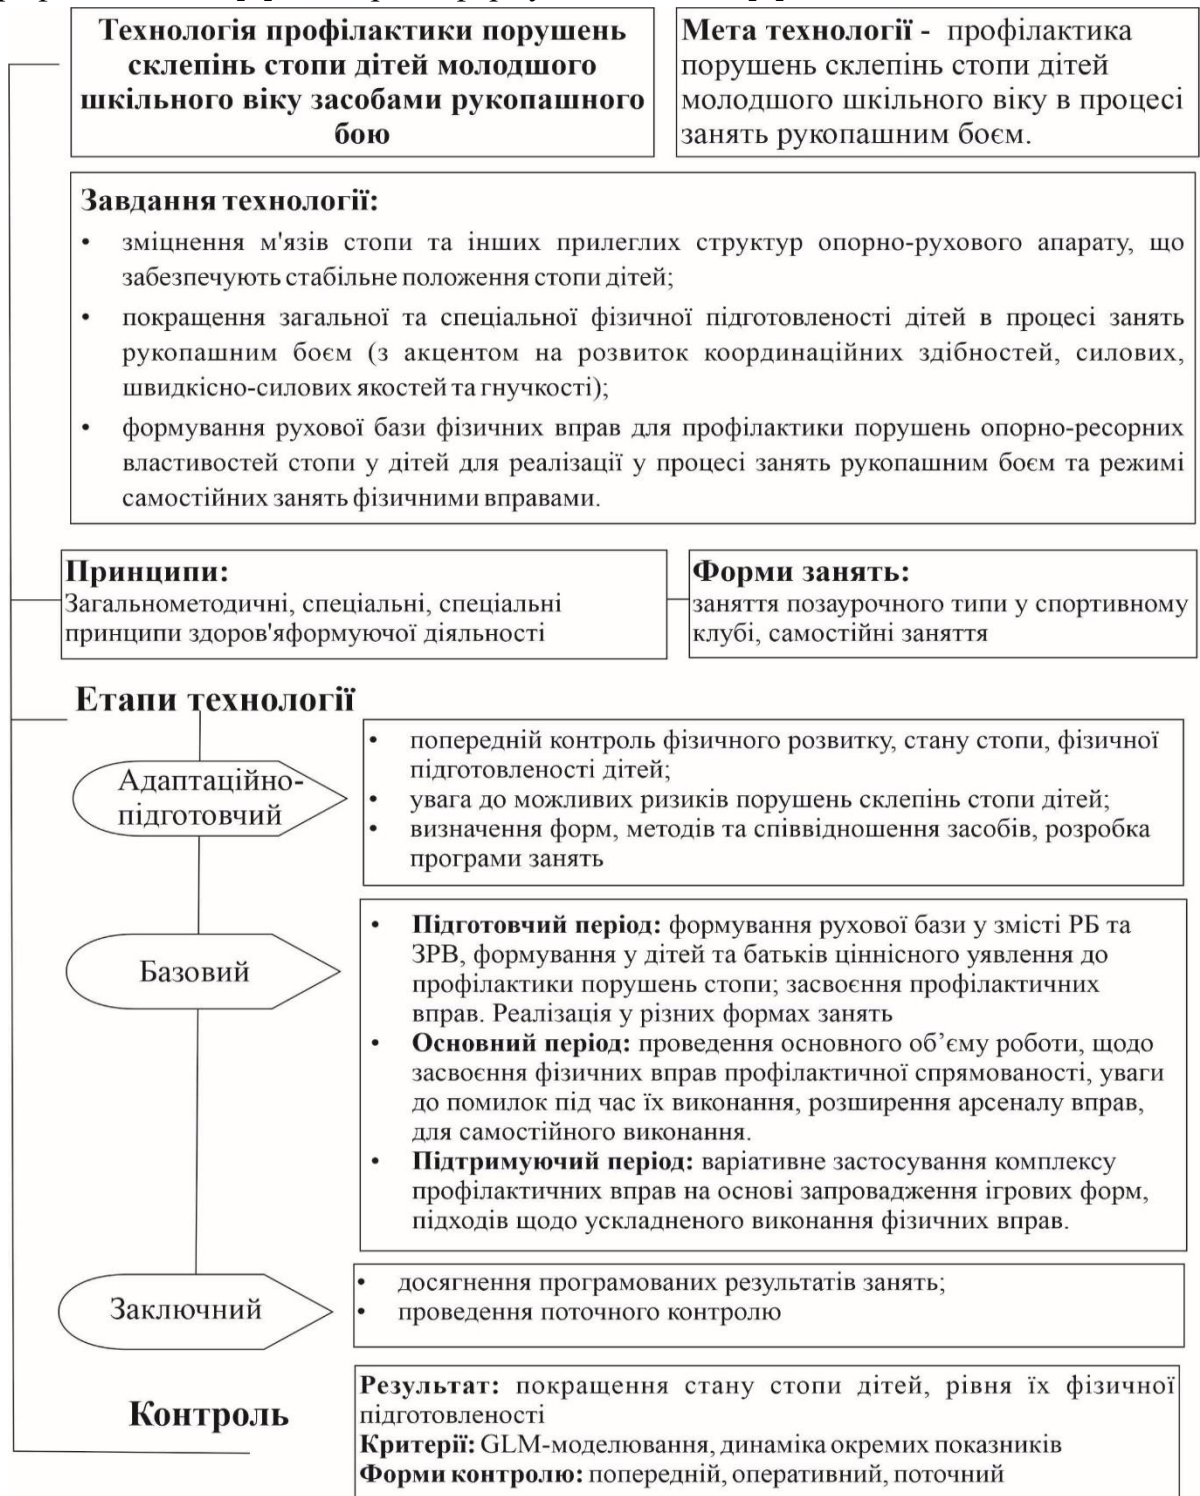 Технологія профілактики порушень
склепінь стопи дітей молодшого
шкільного віку засобами рукопашного
бою
Мета технології - профілактика
порушень склепінь стопи дітей
молодшого шкільного віку в процесі
занять рукопашним боєм.
Завдання технології:
• зміцнення м'язів стопи та інших прилеглих структур опорно-рухового апарату, що
забезпечують стабільне положення стопи дітей;
• покращення загальної та спеціальної фізичної підготовленості дітей в процесі занять
рукопашним боєм (з акцентом на розвиток координаційних здібностей, силових,
швидкісно-силових якостей та гнучкості);
• формування рухової бази фізичних вправ для профілактики порушень опорно-ресорних
властивостей стопи у дітей для реалізації у процесі занять рукопашним боєм та режимі
самостійних занять фізичними вправами.
Принципи:
Загальнометодичні, спеціальні, спеціальні
принципи здоров'яформуючої діяльності
Форми занять:
заняття позаурочного типи у спортивному
клубі, самостійні заняття
Етапи технології
Адаптаційно-
підготовчий
• попередній контроль фізичного розвитку, стану стопи, фізичної
підготовленості дітей;
• увага до можливих ризиків порушень склепінь стопи дітей;
• визначення форм, методів та співвідношення засобів, розробка
програми занять
Базовий
• Підготовчий період: формування рухової бази у змісті РБ та
ЗРВ, формування у дітей та батьків ціннісного уявлення до
профілактики порушень стопи; засвоєння профілактичних
вправ. Реалізація у різних формах занять
• Основний період: проведення основного об’єму роботи, щодо
засвоєння фізичних вправ профілактичної спрямованості, уваги
до помилок під час їх виконання, розширення арсеналу вправ,
для самостійного виконання.
• Підтримуючий період: варіативне застосування комплексу
профілактичних вправ на основі запровадження ігрових форм,
підходів щодо ускладненого виконання фізичних вправ.
Заключний
• досягнення програмованих результатів занять;
• проведення поточного контролю
Контроль
Результат: покращення стану стопи дітей, рівня їх фізичної
підготовленості
Критерії: GLM-моделювання, динаміка окремих показників
Форми контролю: попередній, оперативний, поточний